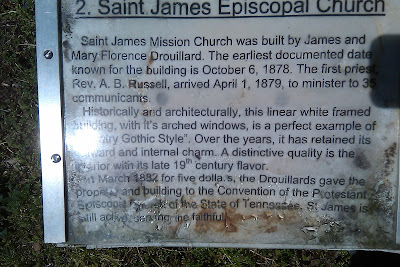 2. Saint James Episcopal Church
Saint James Mission Church was built by James and
Mary Florence Drouillard. The earliest documented date
known for the building is October 6, 1878. The first priest,
Rev. A. B. Russell, arrived April 1, 1879, to minister to 35
communicants.
Historically and architecturally, this linear white framed
building, with it's arched windows, is a perfect example of
Gothic Style". Over the years, it has retained its
and internal charm. A distinctive quality is the
with its late 19th century flavor.
March 1882 for five dollars, the Drouillards gave the
property and building to the Convention of the Protestant
Episcopal of the State of Tennessee. St James is
still active, serving the faithful.